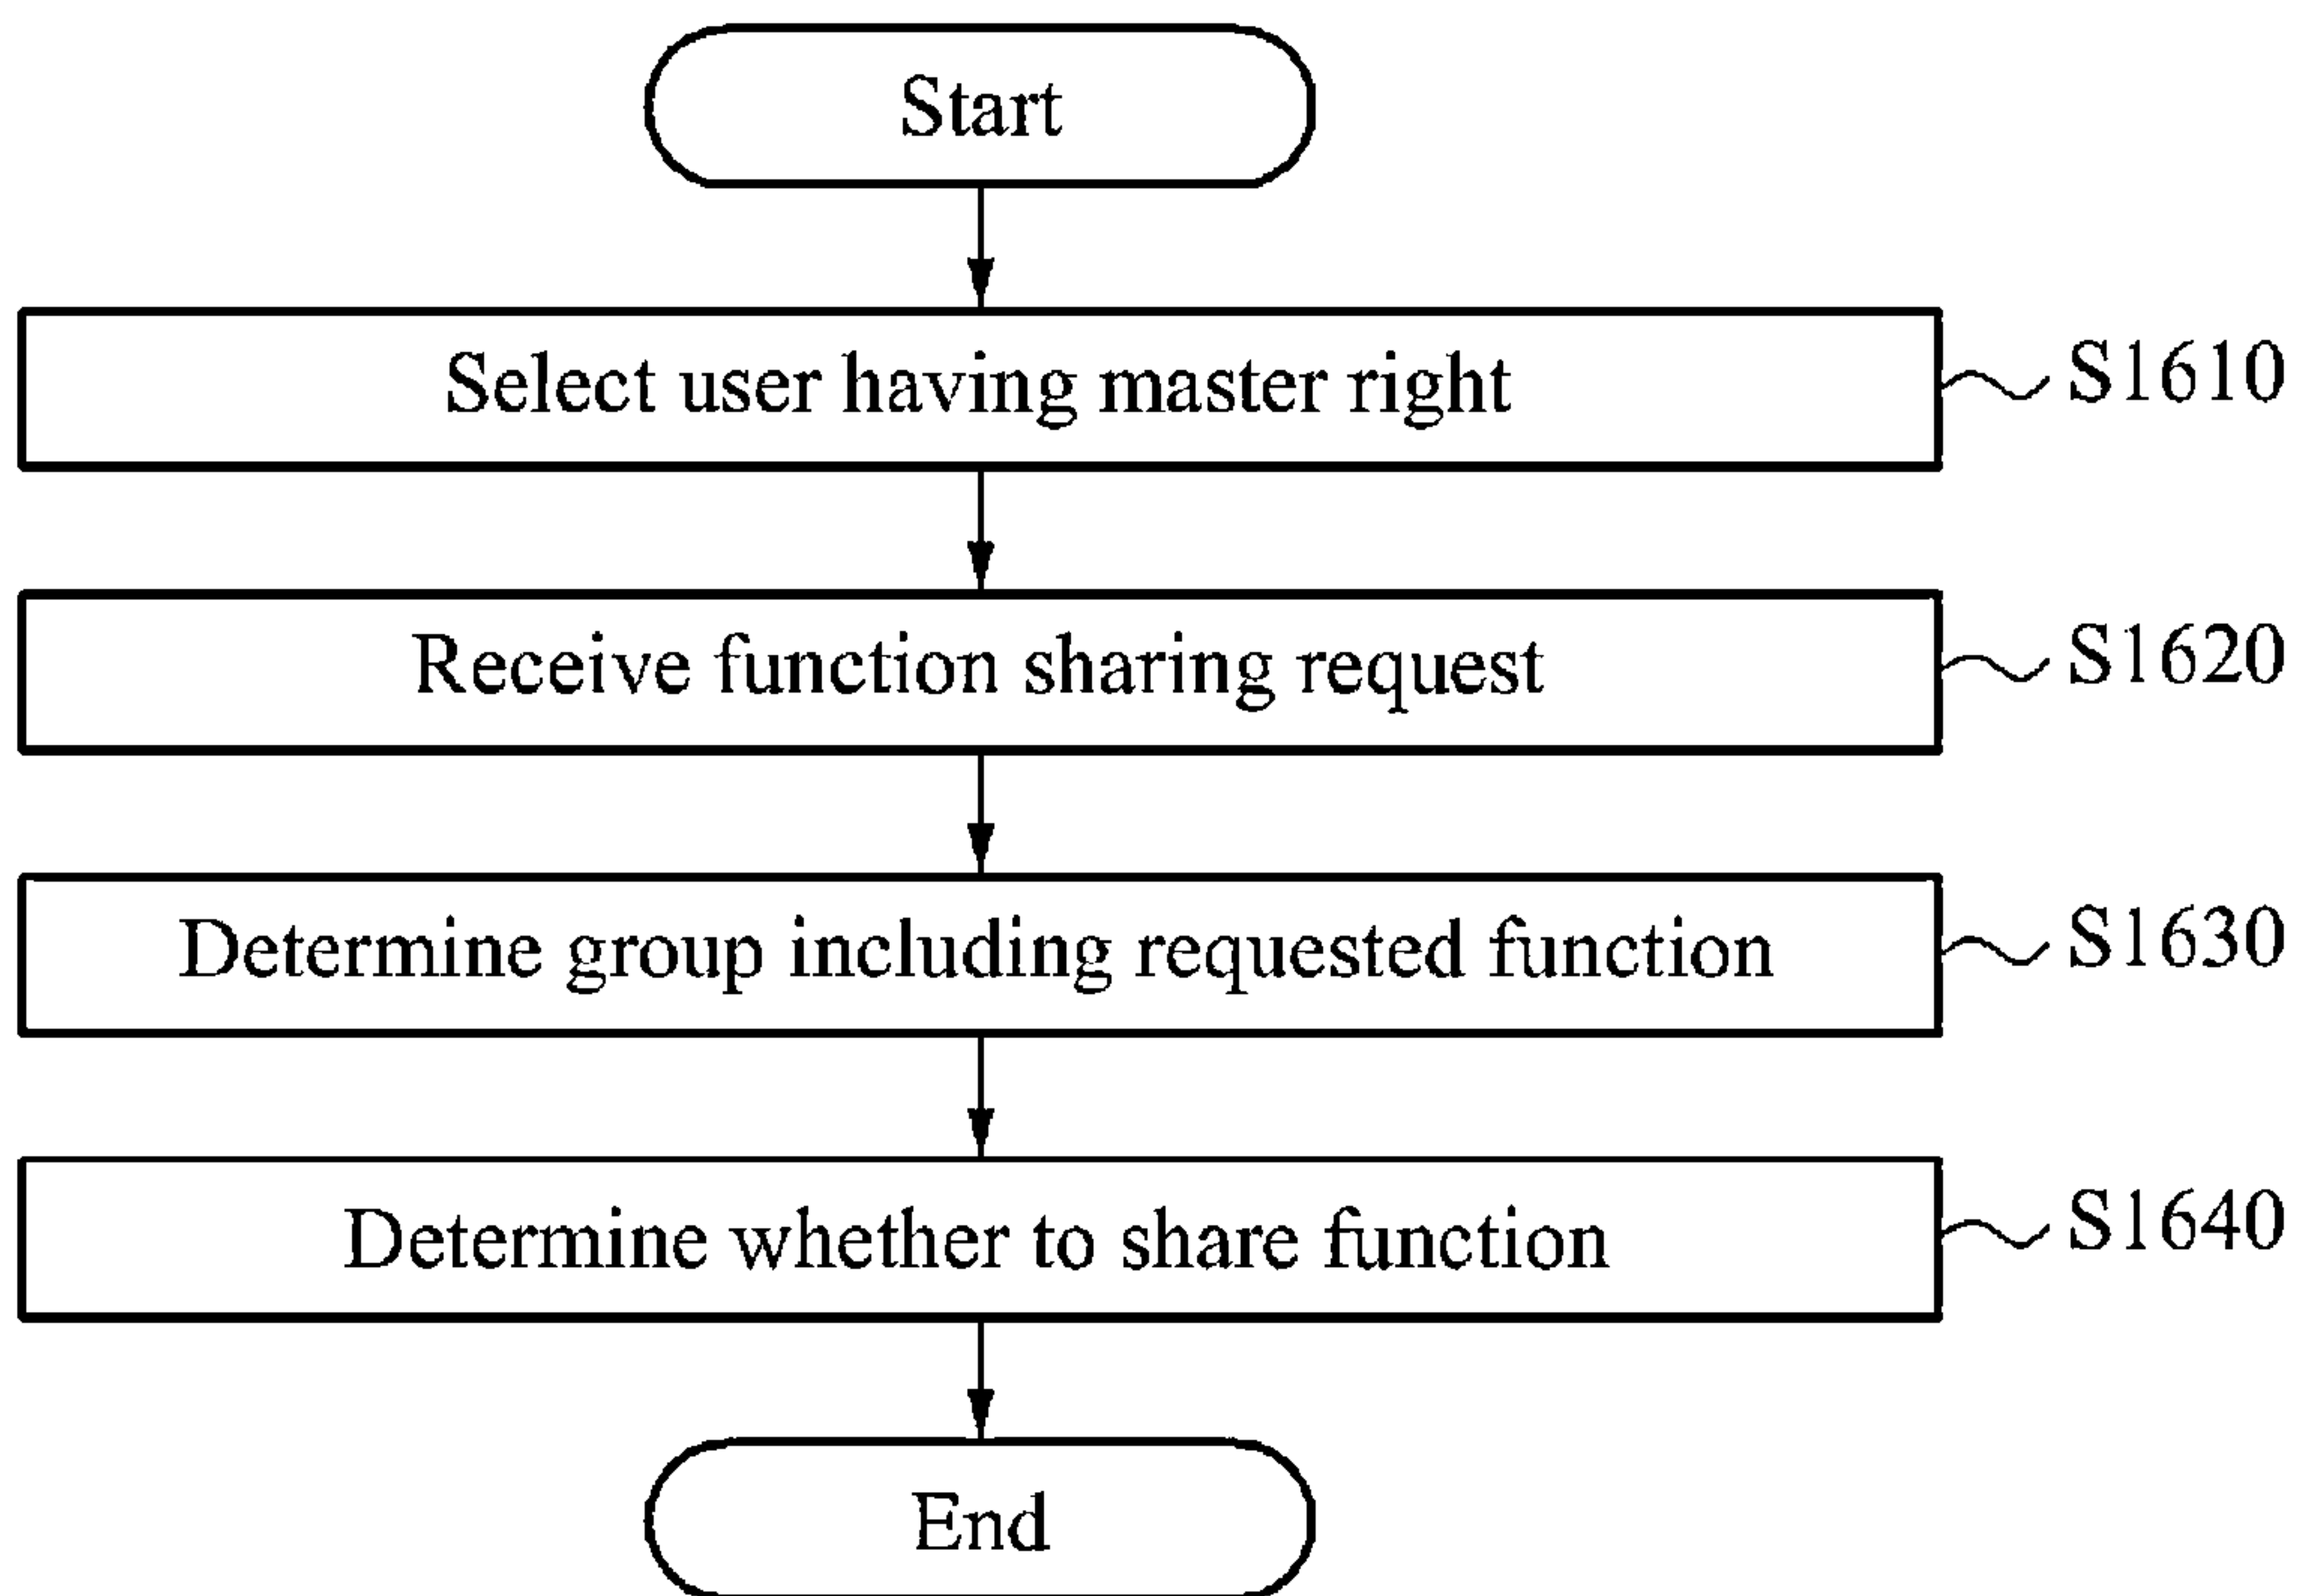 Start
Select user having master right
S1610
Receive function sharing request
S1620
Determine group including requested function
S1630
Determine whether to share function
S1640
End